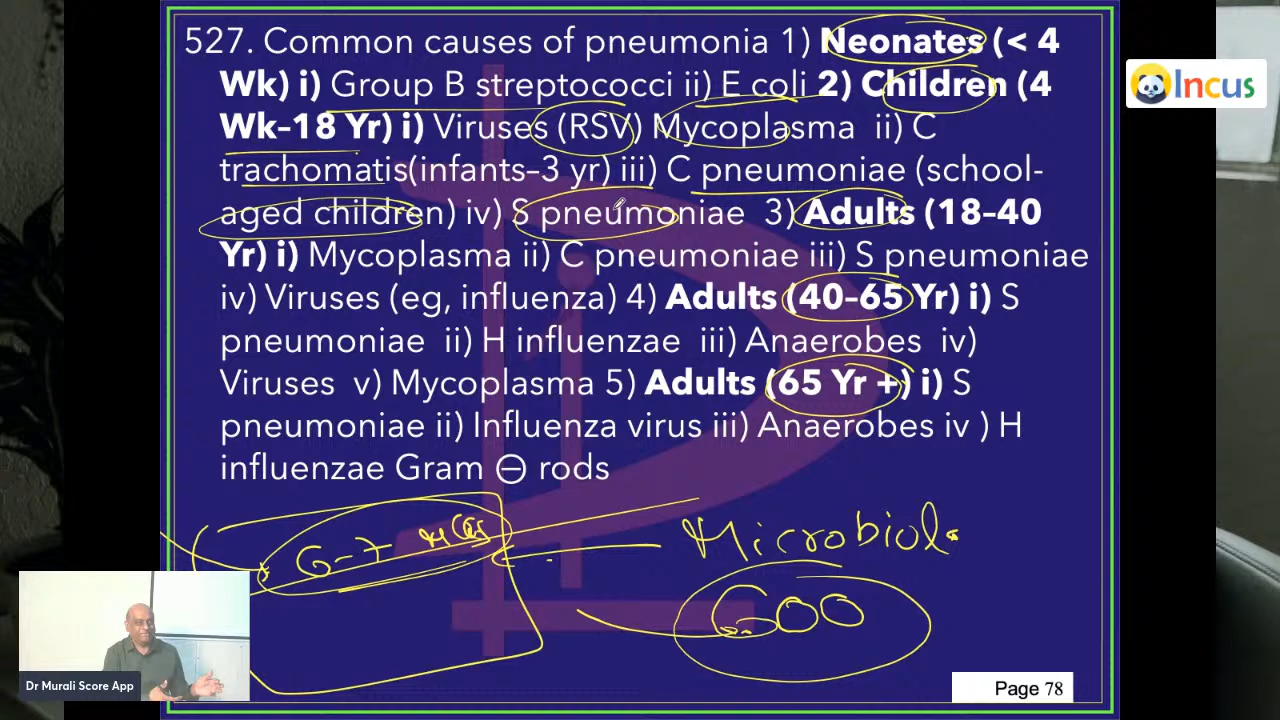 527. Common causes of pneumonia 1) Neonates (< 4
Wk) i) Group B streptococci ii) E coli 2) Children (4
Wk–18 Yr) i) Viruses (RSV) Mycoplasma ii) C
trachomatis(infants–3 yr) iii) C pneumoniae (school-
aged children) iv) S pneumoniae 3) Adults (18–40
Yr) i) Mycoplasma ii) C pneumoniae iii) S pneumoniae
iv) Viruses (eg, influenza) 4) Adults (40–65 Yr) i) S
pneumoniae ii) H influenzae iii) Anaerobes iv)
Viruses v) Mycoplasma 5) Adults (65 Yr +) i) S
pneumoniae ii) Influenza virus iii) Anaerobes iv ) H
influenzae Gram ⊖ rods
Incus
6-7
Microbiol.
600
Dr Murali Score App
Page 78